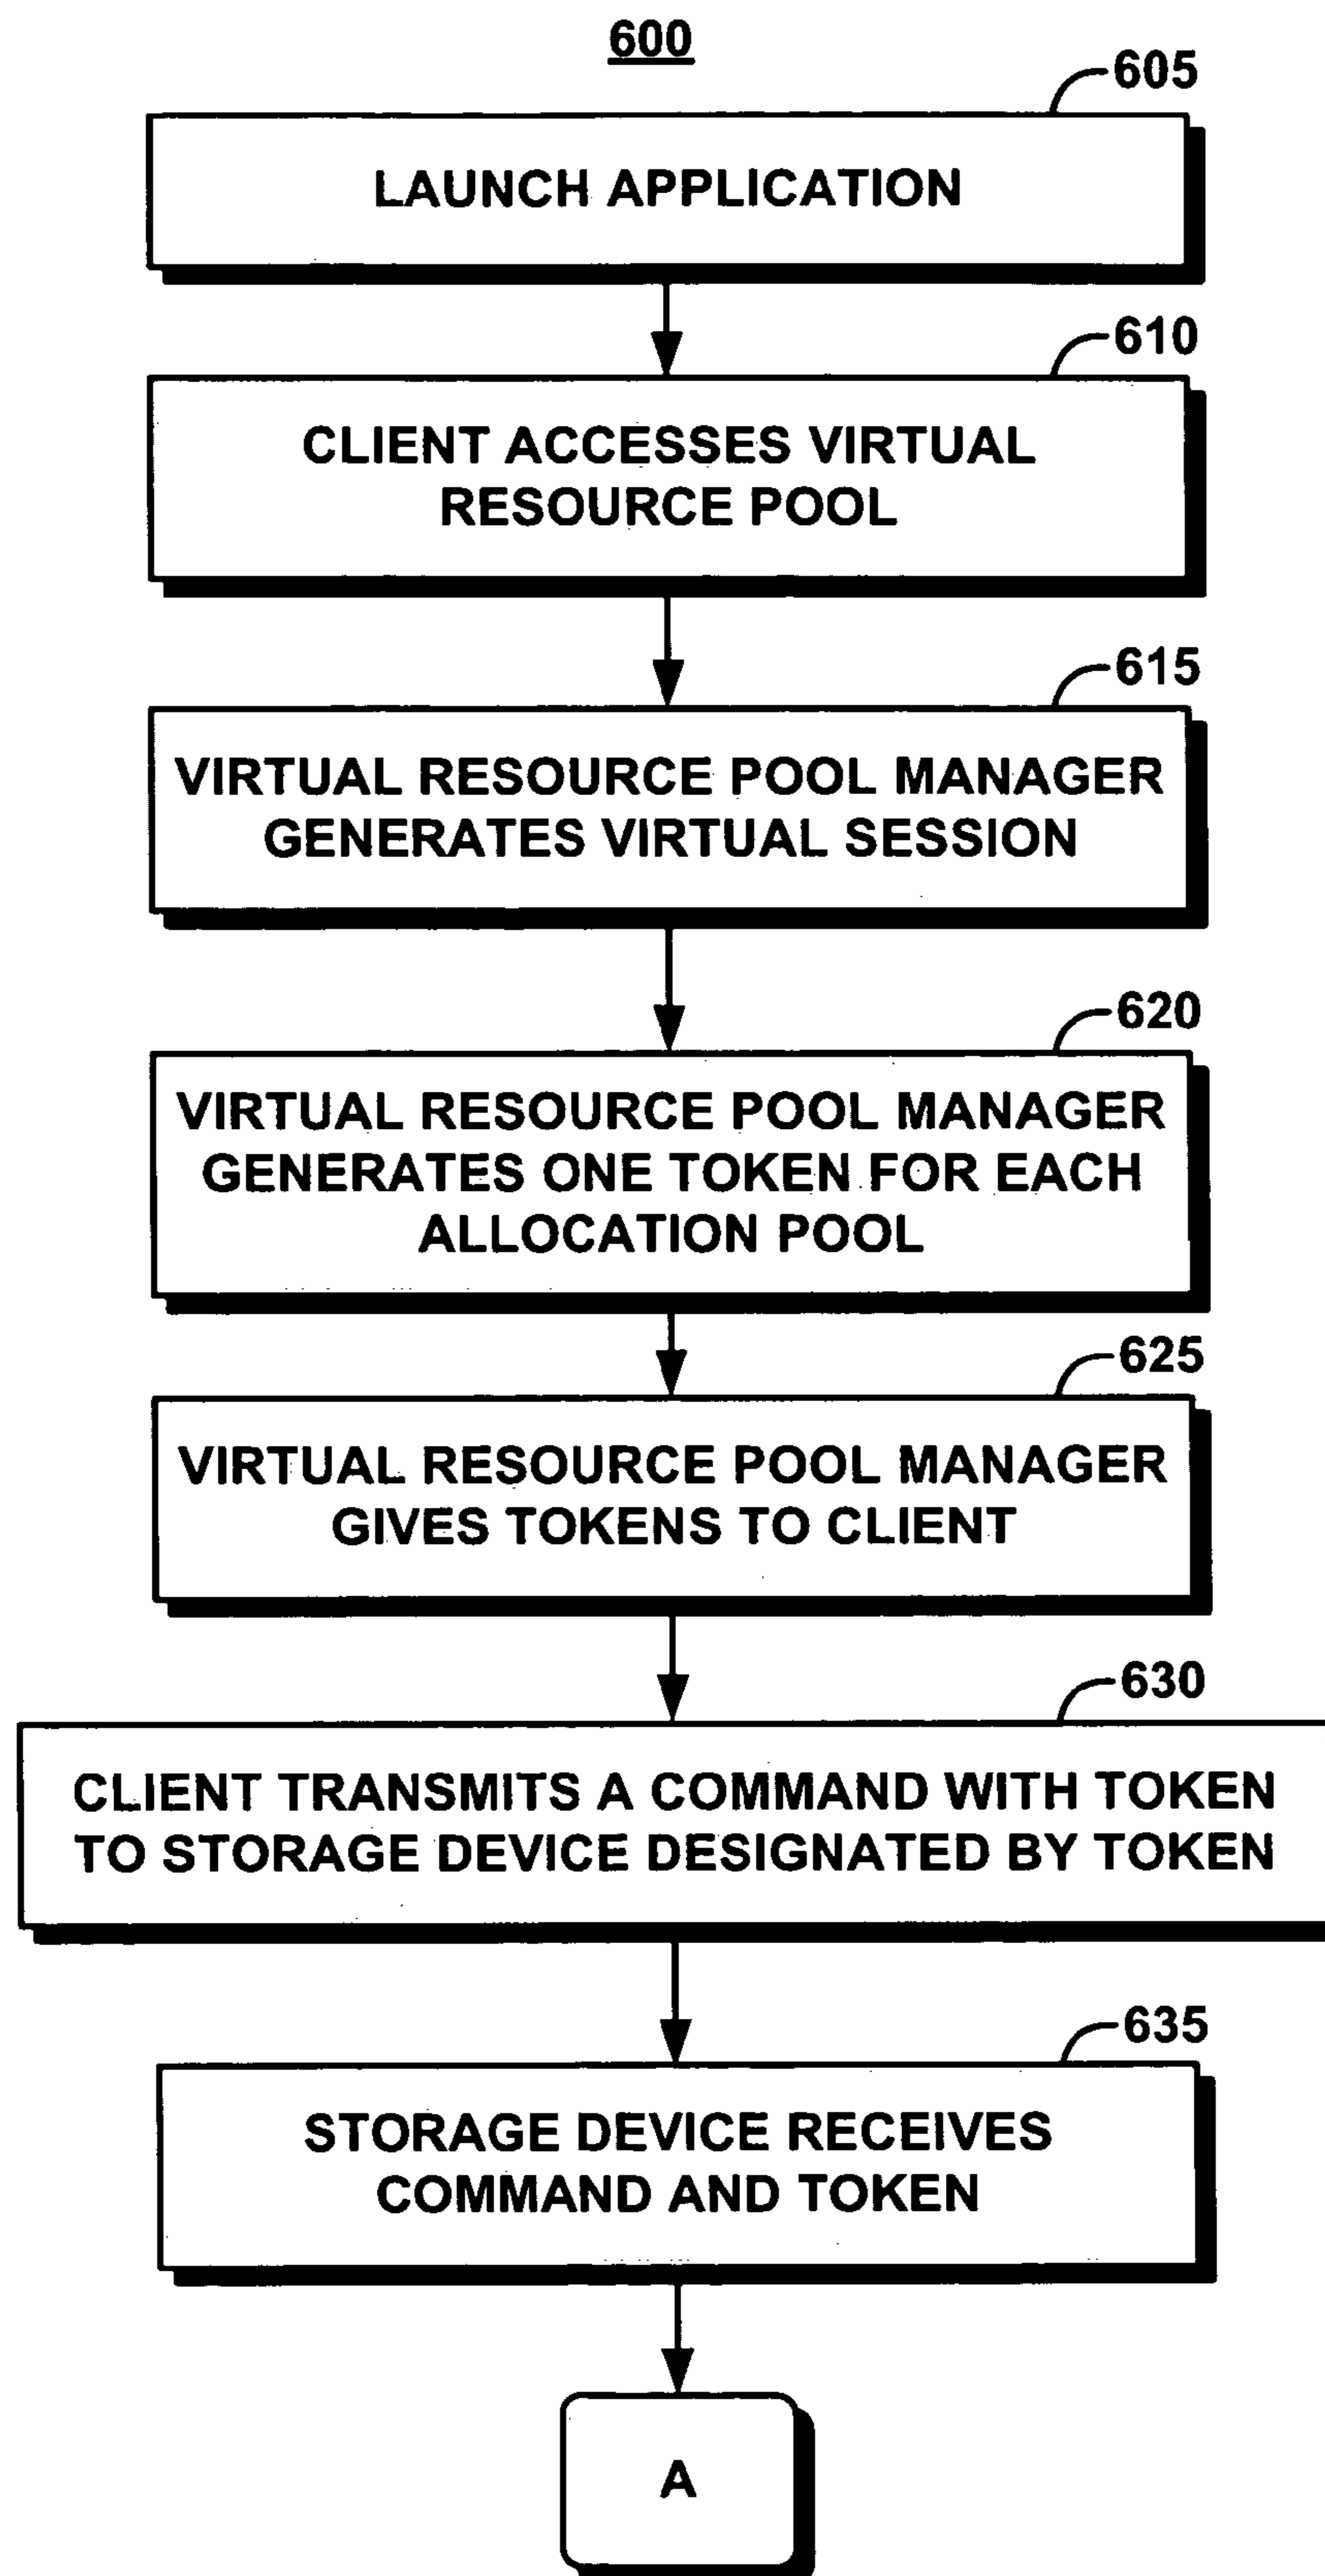 600
605
LAUNCH APPLICATION
610
CLIENT ACCESSES VIRTUAL
RESOURCE POOL
615
VIRTUAL RESOURCE POOL MANAGER
GENERATES VIRTUAL SESSION
620
VIRTUAL RESOURCE POOL MANAGER
GENERATES ONE TOKEN FOR EACH
ALLOCATION POOL
625
VIRTUAL RESOURCE POOL MANAGER
GIVES TOKENS TO CLIENT
630
CLIENT TRANSMITS A COMMAND WITH TOKEN
TO STORAGE DEVICE DESIGNATED BY TOKEN
635
STORAGE DEVICE RECEIVES
COMMAND AND TOKEN
A